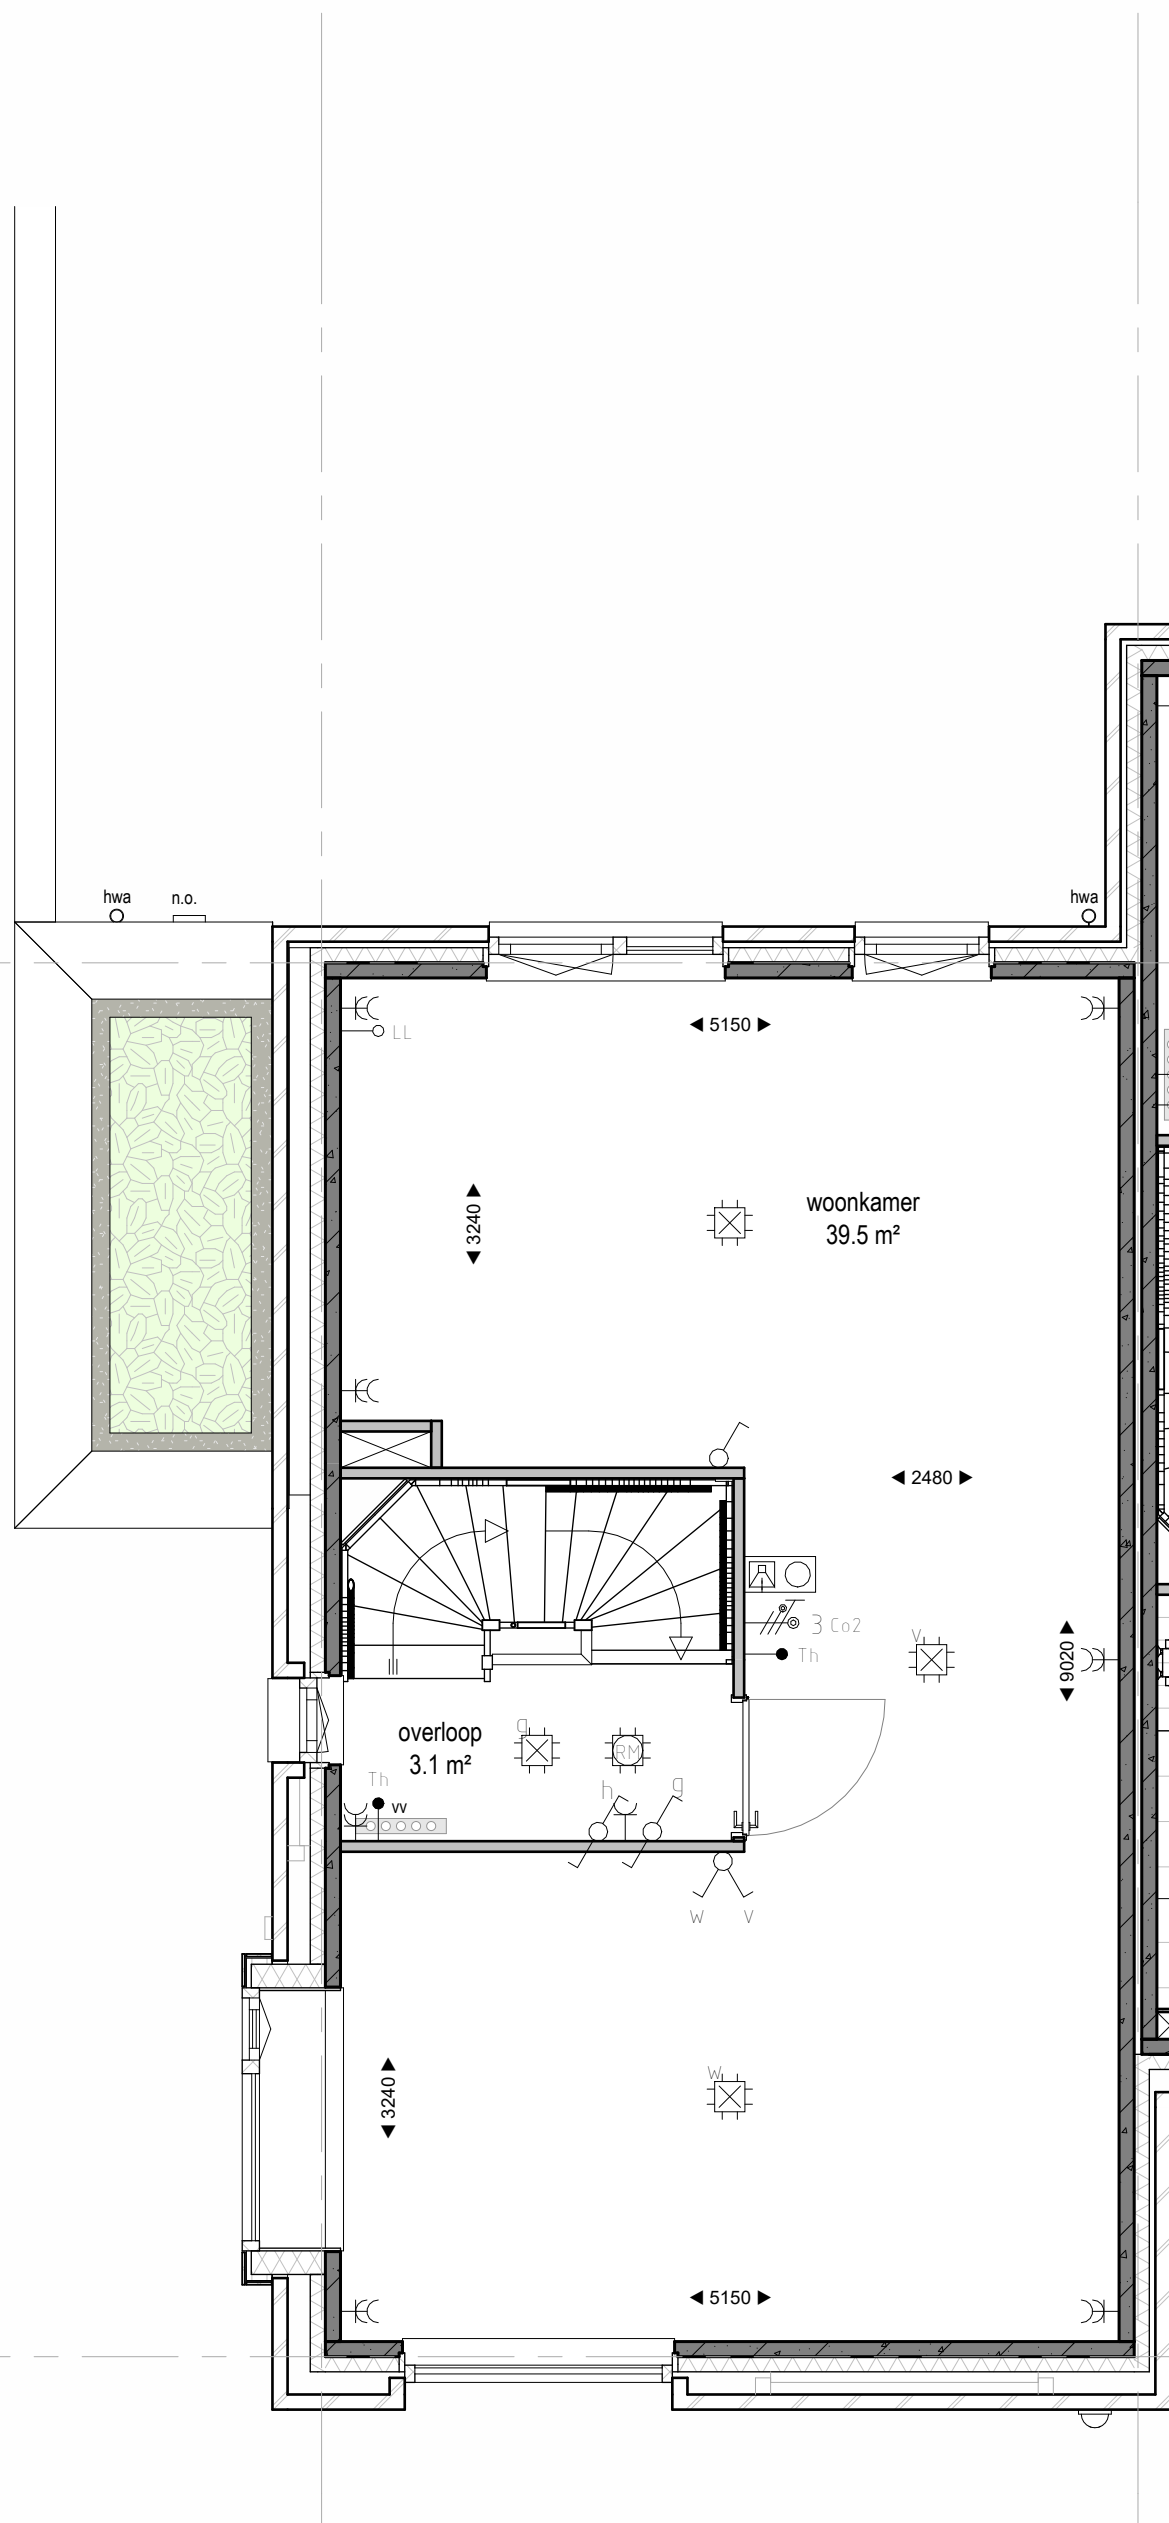 hwa
n.o.
hwa
LL
5150
3240
woonkamer
39.5 m²
2480
3 Co2
Th
V
9020
overloop
3.1 m²
g
RM
Th
vv
h
g
W
V
3240
W
5150